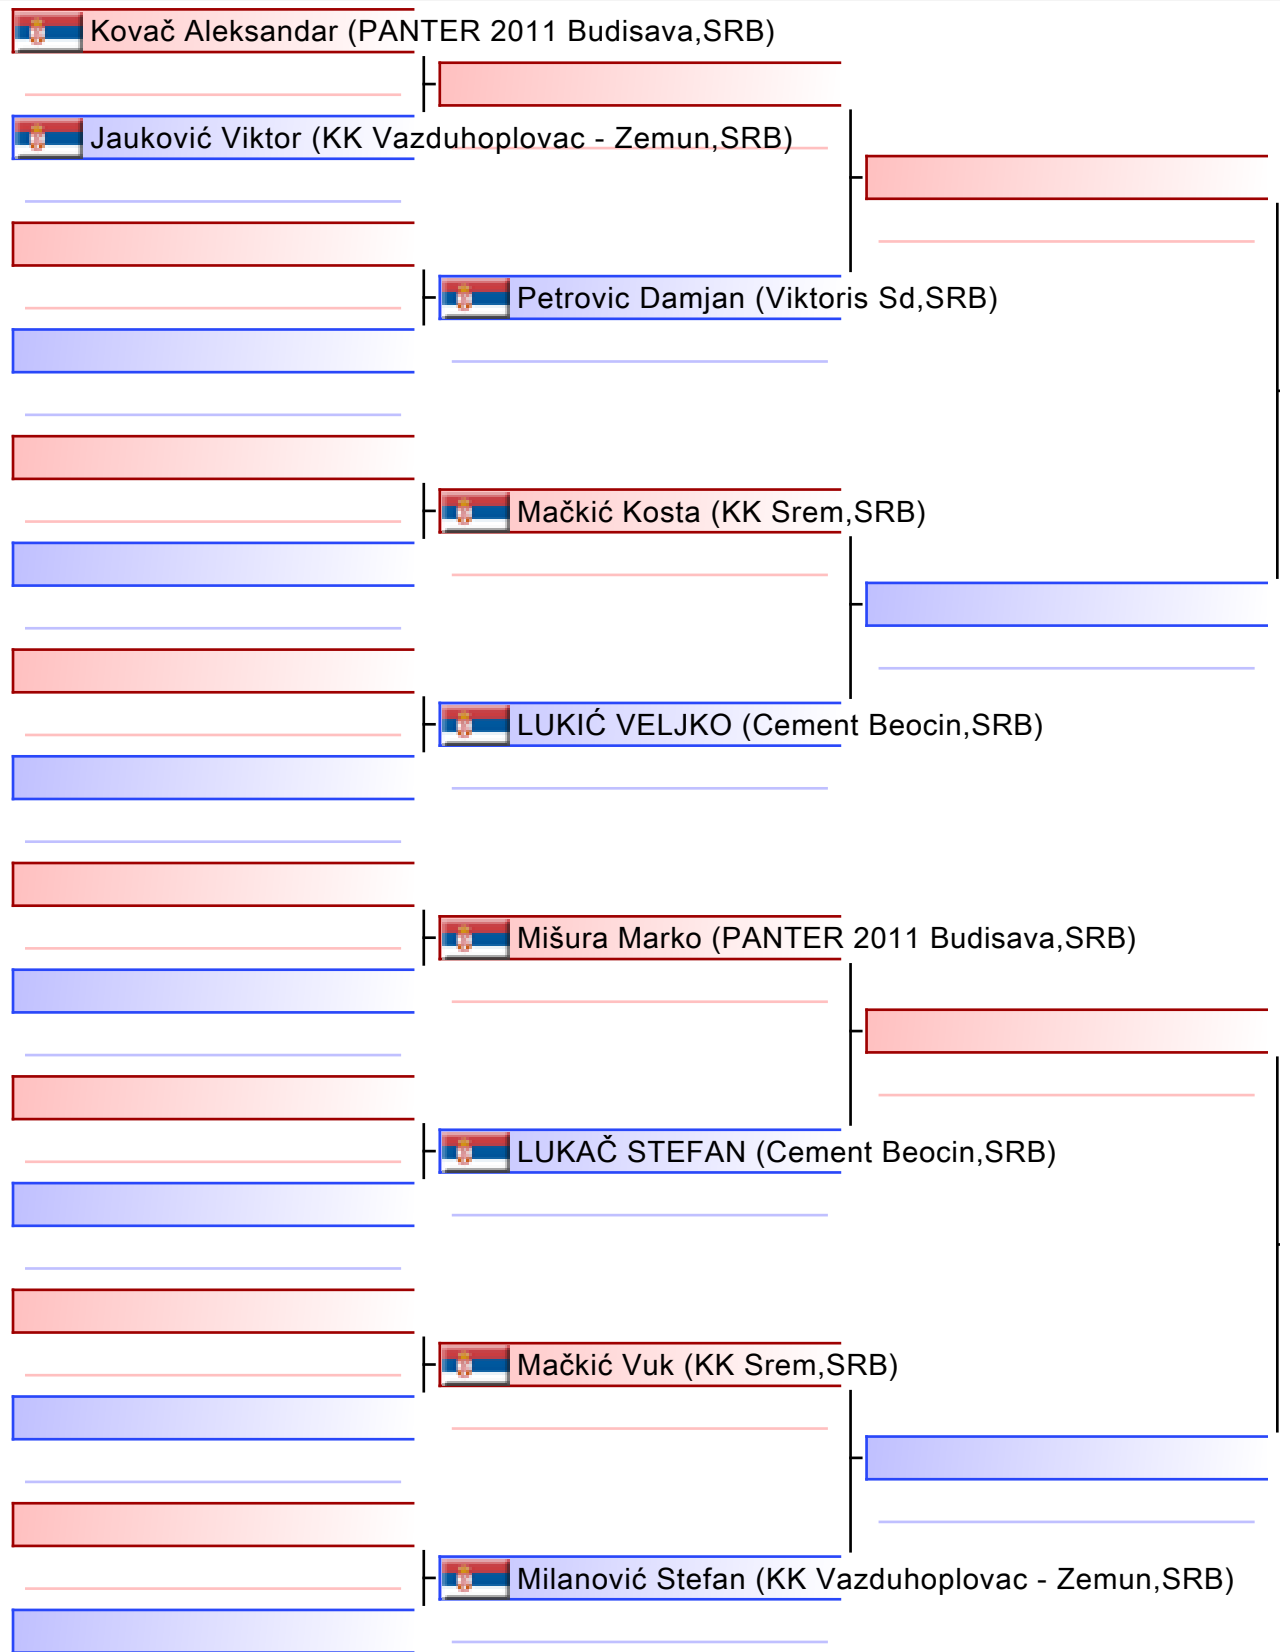 Kovač Aleksandar (PANTER 2011 Budisava,SRB)
Jauković Viktor (KK Vazduhoplovac - Zemun,SRB)
Petrovic Damjan (Viktoris Sd,SRB)
Mačkić Kosta (KK Srem,SRB)
LUKIĆ VELJKO (Cement Beocin,SRB)
Mišura Marko (PANTER 2011 Budisava,SRB)
LUKAČ STEFAN (Cement Beocin,SRB)
Mačkić Vuk (KK Srem,SRB)
Milanović Stefan (KK Vazduhoplovac - Zemun,SRB)